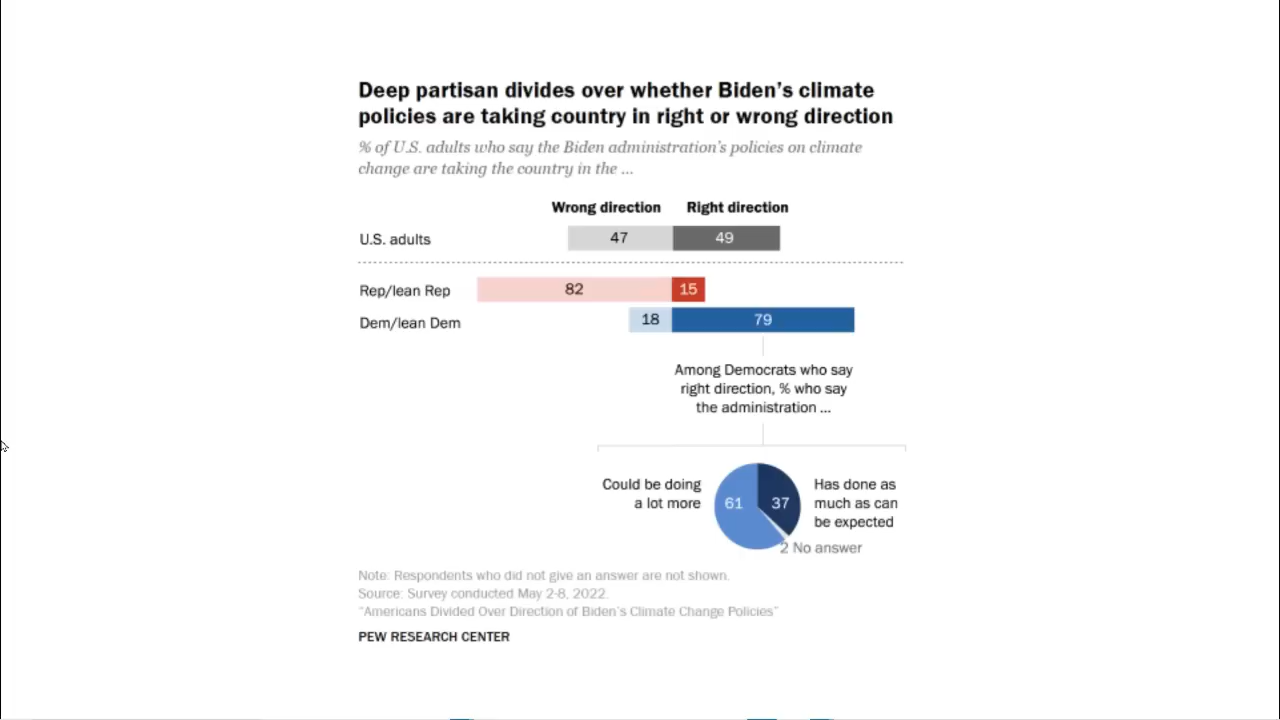 Deep partisan divides over whether Biden's climate
policies are taking country in right or wrong direction
% of U.S. adults who say the Biden administration's policies on climate
change are taking the country in the ...
Wrong direction Right direction
U.S. adults 47 49
Rep/lean Rep 82 15
Dem/lean Dem 18 79
Among Democrats who say
right direction, % who say
the administration ...
Could be doing
a lot more
61 37
Has done as
much as can
be expected
2 No answer
Note: Respondents who did not give an answer are not shown.
Source: Survey conducted May 2-8, 2022.
"Americans Divided Over Direction of Biden's Climate Change Policies"
PEW RESEARCH CENTER